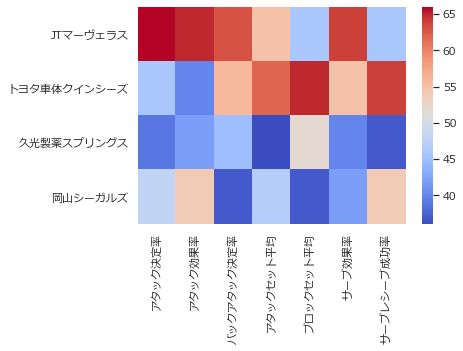 JTマーヴェラス
トヨタ車体クインシーズ
久光製薬スプリングス
岡山シーガルズ
アタック決定率
アタック効果率
バックアタック決定率
アタックセット平均
ブロックセット平均
サーブ効果率
サーブレシーブ成功率
65
60
55
50
45
40